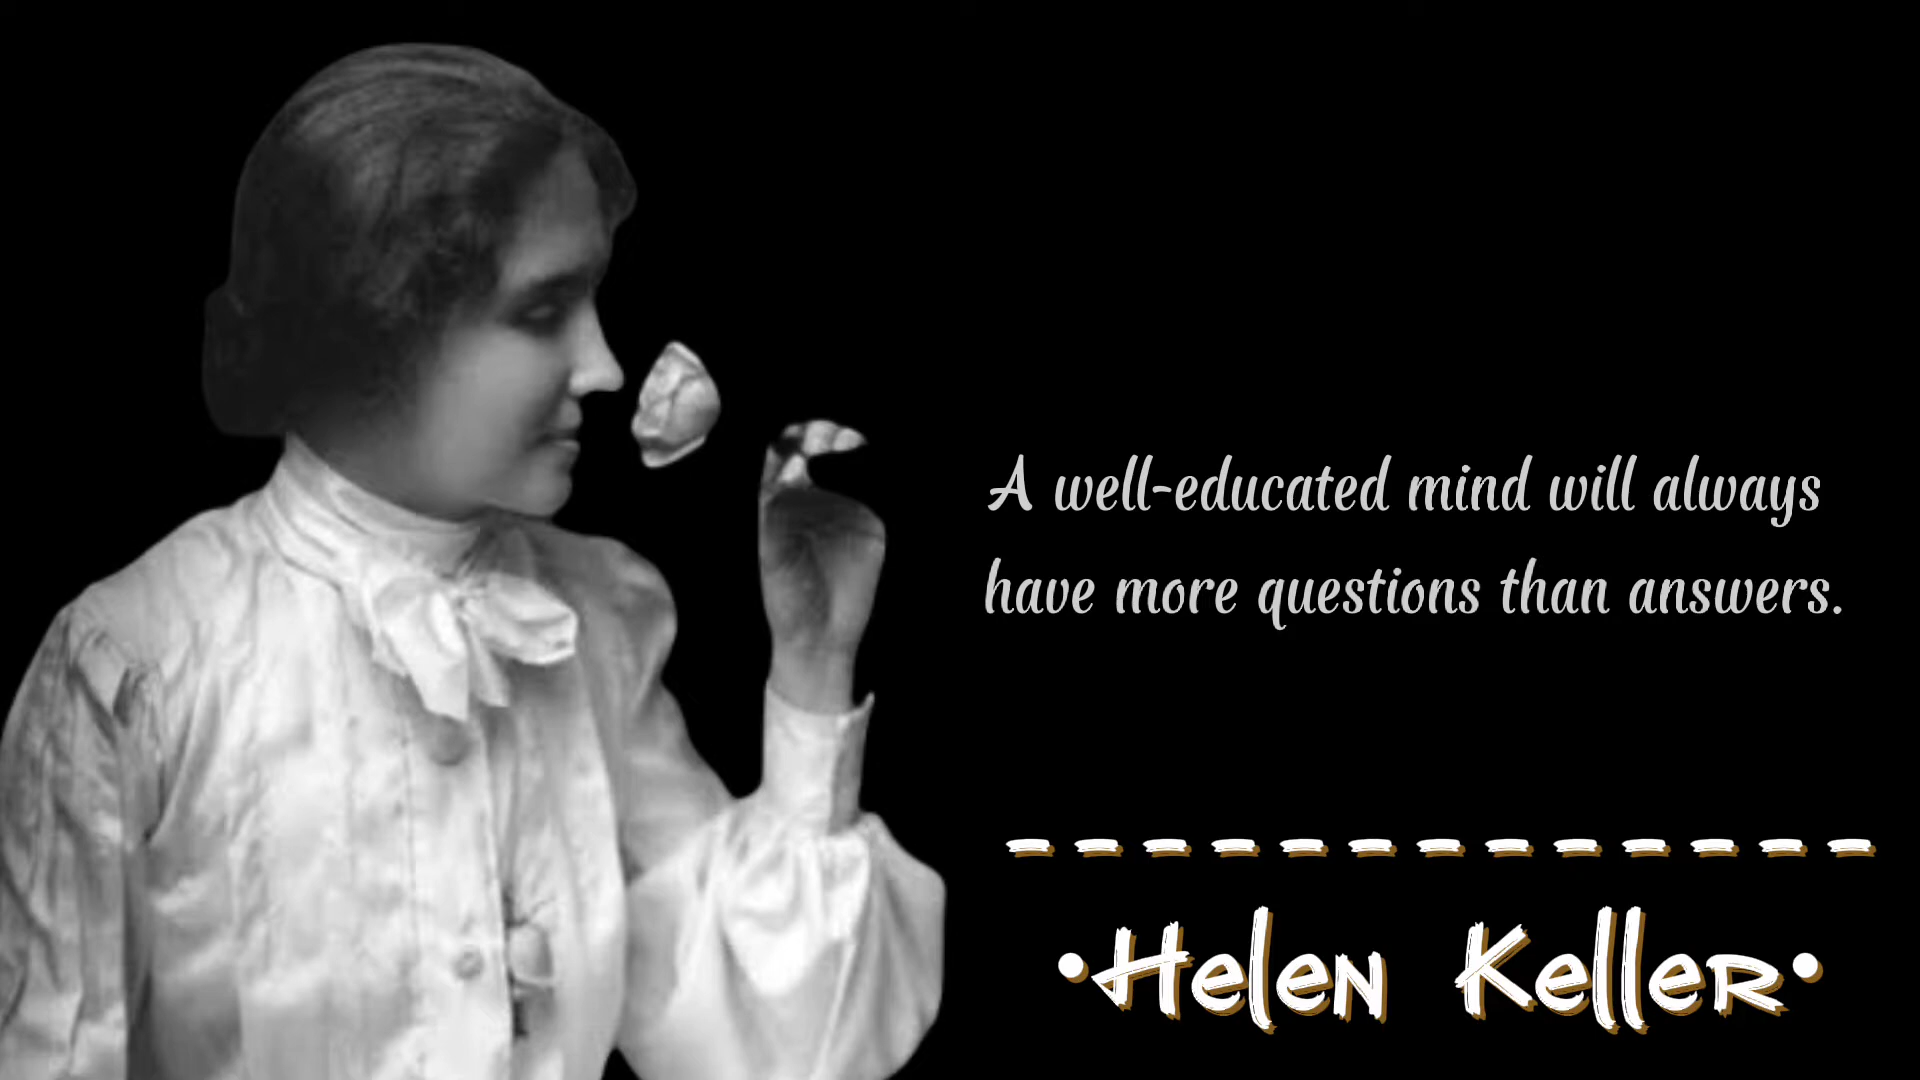 A well-educated mind will always
have more questions than answers.
•Helen Keller•